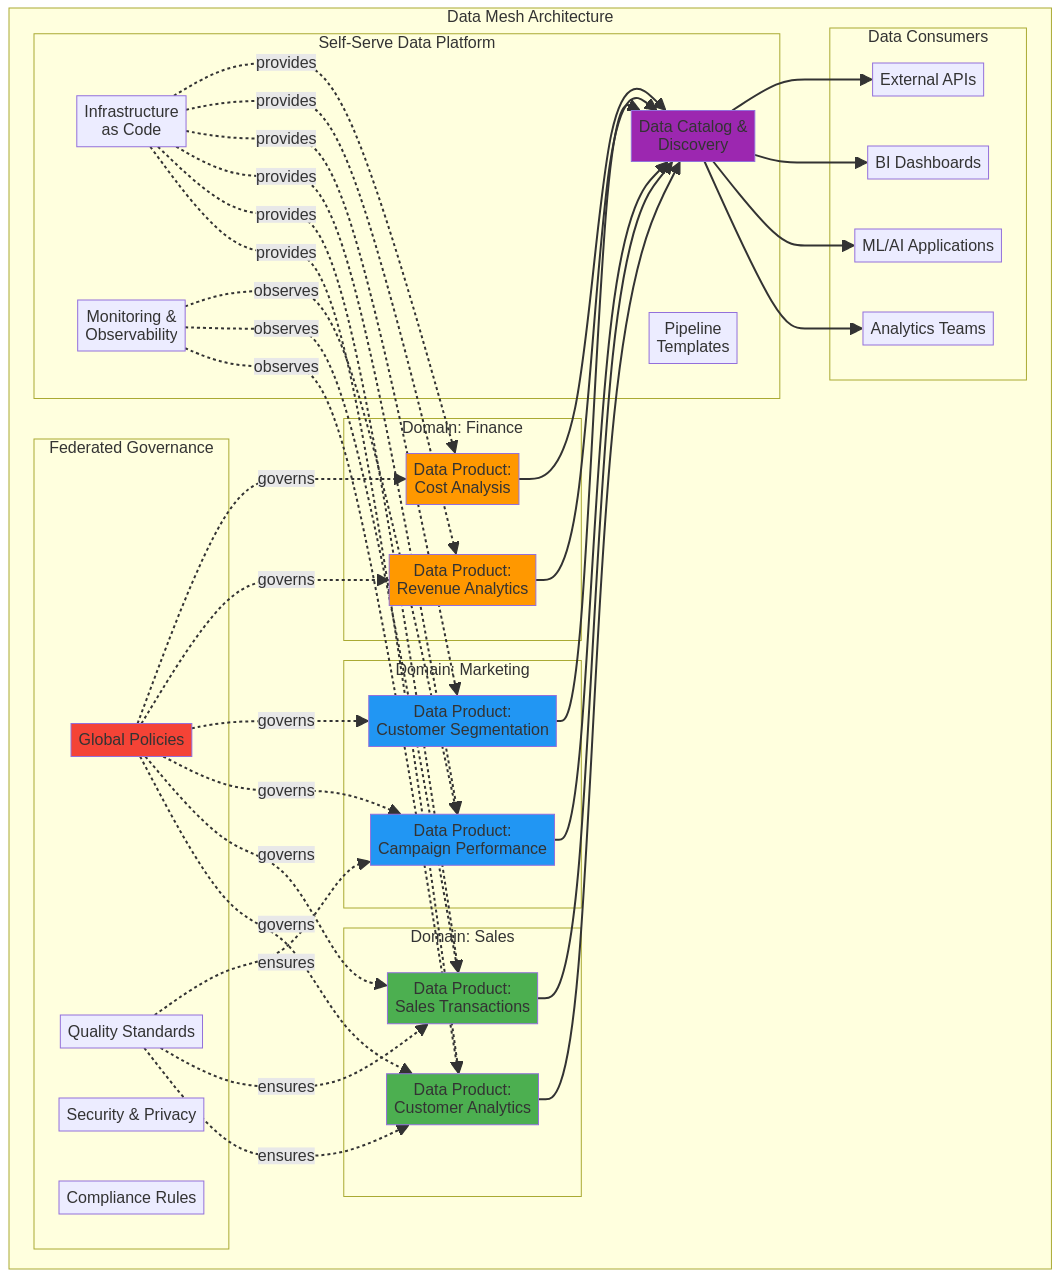 Data Mesh Architecture
Self-Serve Data Platform
Infrastructure
as Code
Monitoring &
Observability
provides
provides
provides
provides
provides
provides
observes
observes
observes
Data Catalog &
Discovery
Pipeline
Templates
Data Consumers
External APIs
BI Dashboards
ML/AI Applications
Analytics Teams
Federated Governance
Global Policies
Quality Standards
Security & Privacy
Compliance Rules
governs
governs
governs
governs
governs
governs
ensures
ensures
ensures
Domain: Finance
Data Product:
Cost Analysis
Data Product:
Revenue Analytics
Domain: Marketing
Data Product:
Customer Segmentation
Data Product:
Campaign Performance
Domain: Sales
Data Product:
Sales Transactions
Data Product:
Customer Analytics